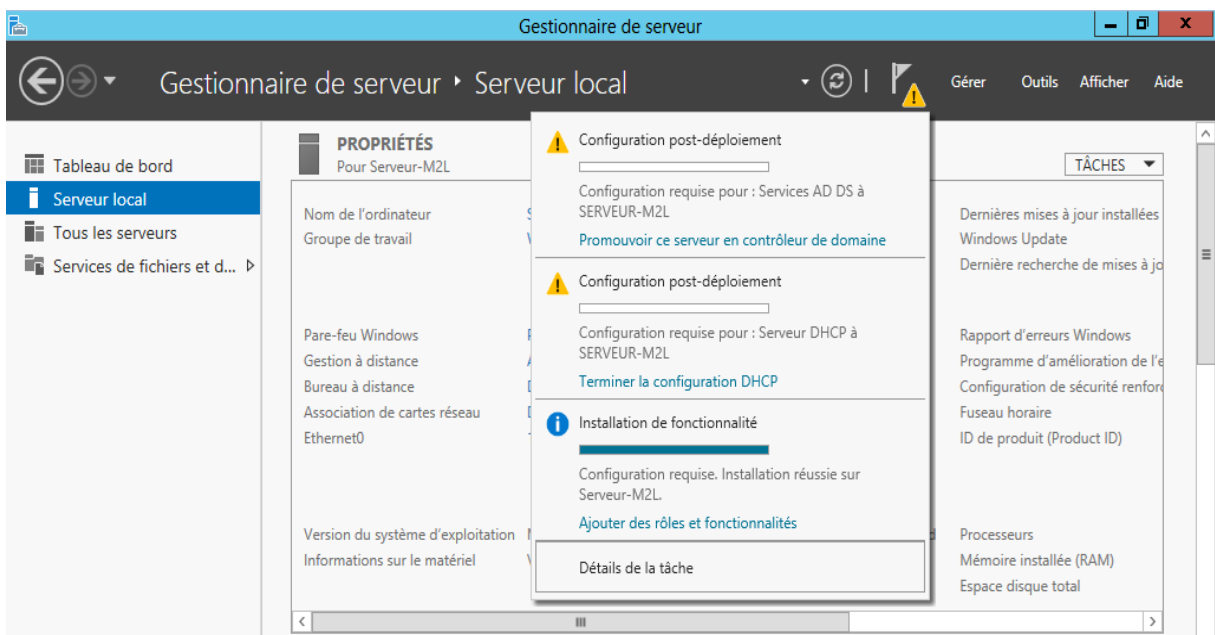 Gestionnaire de serveur
Gestionnaire de serveur • Serveur local
Gérer
Outils
Afficher
Aide
Tableau de bord
Serveur local
Tous les serveurs
Services de fichiers et d...
PROPRIÉTÉS
Pour Serveur-M2L
TÂCHES
Nom de l'ordinateur
Groupe de travail
Pare-feu Windows
Gestion à distance
Bureau à distance
Association de cartes réseau
Ethernet0
Version du système d'exploitation
Informations sur le matériel
Configuration post-déploiement
Configuration requise pour : Services AD DS à
SERVEUR-M2L
Promouvoir ce serveur en contrôleur de domaine
Configuration post-déploiement
Configuration requise pour : Serveur DHCP à
SERVEUR-M2L
Terminer la configuration DHCP
Installation de fonctionnalité
Configuration requise. Installation réussie sur
Serveur-M2L.
Ajouter des rôles et fonctionnalités
Détails de la tâche
Dernières mises à jour installées
Windows Update
Dernière recherche de mises à
Rapport d'erreurs Windows
Programme d'amélioration de
Configuration de sécurité
Fuseau horaire
ID de produit (Product ID)
Processeurs
Mémoire installée (RAM)
Espace disque total